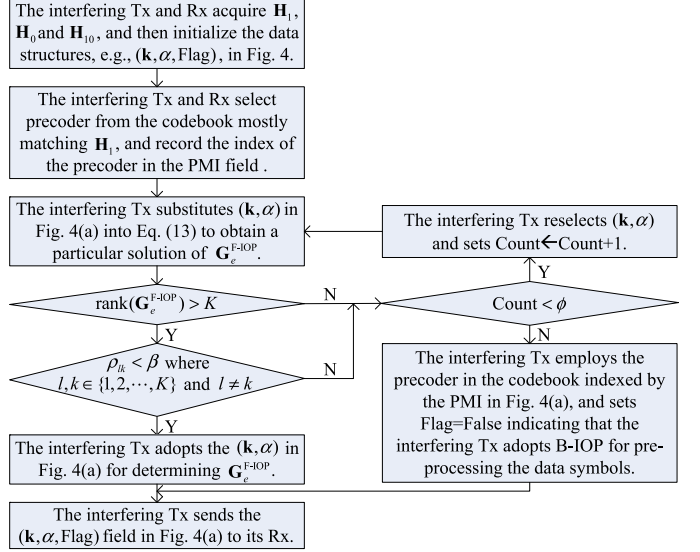 The interfering Tx and Rx acquire H₁,
H₀ and H₁₀, and then initialize the data
structures, e.g., (k,α,Flag), in Fig. 4.
The interfering Tx and Rx select
precoder from the codebook mostly
matching H₁, and record the index of
the precoder in the PMI field .
The interfering Tx substitutes (k,α) in
Fig. 4(a) into Eq. (13) to obtain a
particular solution of Gₑ^F-IOP.
The interfering Tx reselects (k,α)
and sets Count←Count+1.
Y
rank(Gₑ^F-IOP) > K
N
Count < ϕ
Y
N
ρ_lk < β where
l,k ∈ {1,2,⋯,K} and l ≠ k
N
Y
The interfering Tx employs the
precoder in the codebook indexed by
the PMI in Fig. 4(a), and sets
Flag=False indicating that the
interfering Tx adopts B-IOP for pre-
processing the data symbols.
The interfering Tx adopts the (k,α) in
Fig. 4(a) for determining Gₑ^F-IOP.
The interfering Tx sends the
(k,α,Flag) field in Fig. 4(a) to its Rx.